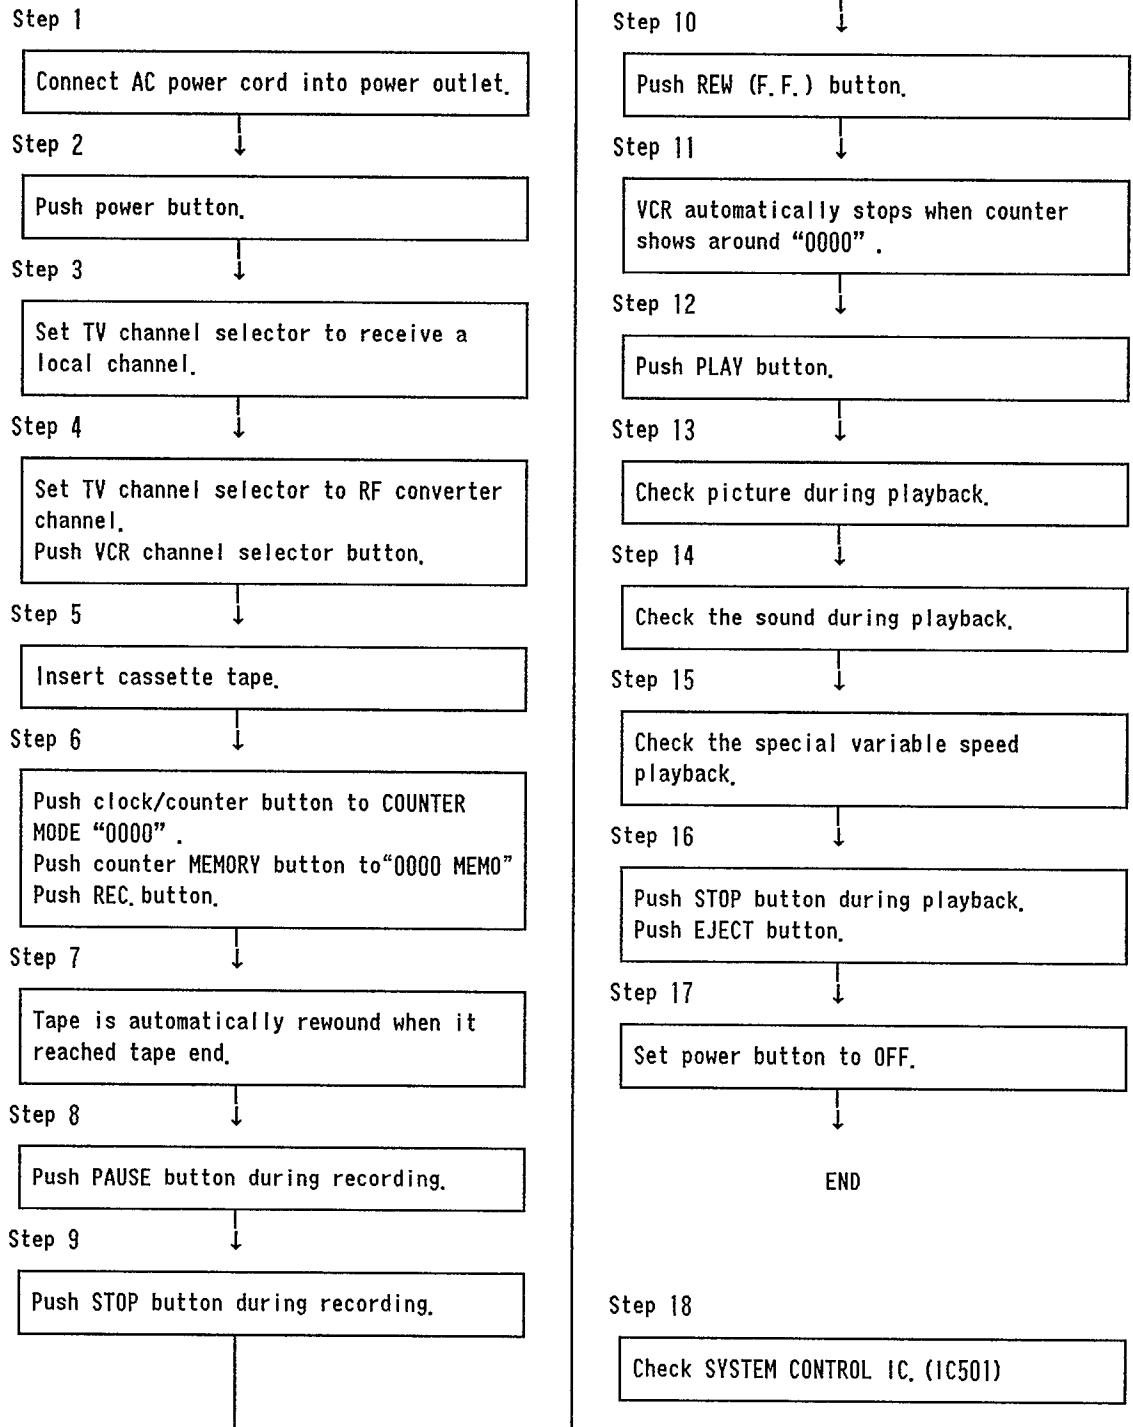 Step 1
Connect AC power cord into power outlet.
Step 2
Push power button.
Step 3
Set TV channel selector to receive a
local channel.
Step 4
Set TV channel selector to RF converter
channel.
Push VCR channel selector button.
Step 5
Insert cassette tape.
Step 6
Push clock/counter button to COUNTER
MODE “0000” .
Push counter MEMORY button to“0000 MEMO”
Push REC. button.
Step 7
Tape is automatically rewound when it
reached tape end.
Step 8
Push PAUSE button during recording.
Step 9
Push STOP button during recording.
Step 10
Push REW (F.F.) button.
Step 11
VCR automatically stops when counter
shows around “0000” .
Step 12
Push PLAY button.
Step 13
Check picture during playback.
Step 14
Check the sound during playback.
Step 15
Check the special variable speed
playback.
Step 16
Push STOP button during playback.
Push EJECT button.
Step 17
Set power button to OFF.
END
Step 18
Check SYSTEM CONTROL IC. (IC501)